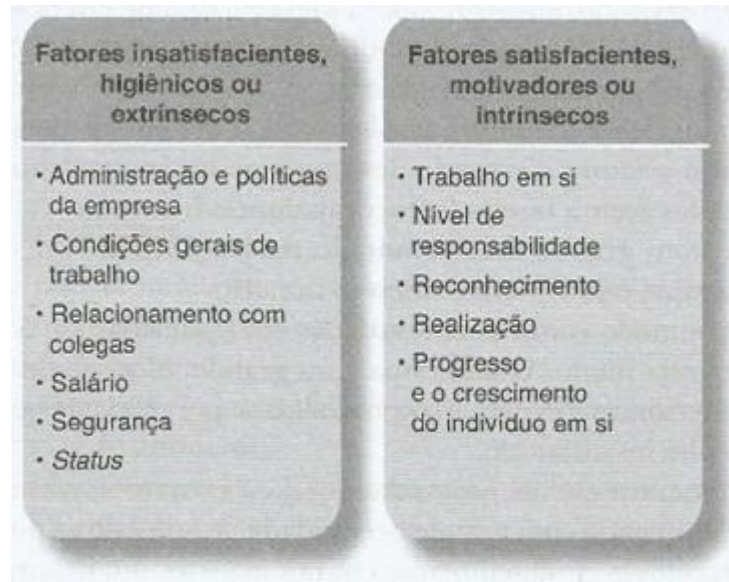 Fatores insatisfacientes,
higiênicos ou
extrínsecos
• Administração e políticas
da empresa
• Condições gerais de
trabalho
• Relacionamento com
colegas
• Salário
• Segurança
• Status
Fatores satisfacientes,
motivadores ou
intrínsecos
• Trabalho em si
• Nível de
responsabilidade
• Reconhecimento
• Realização
• Progresso
e o crescimento
do indivíduo em si